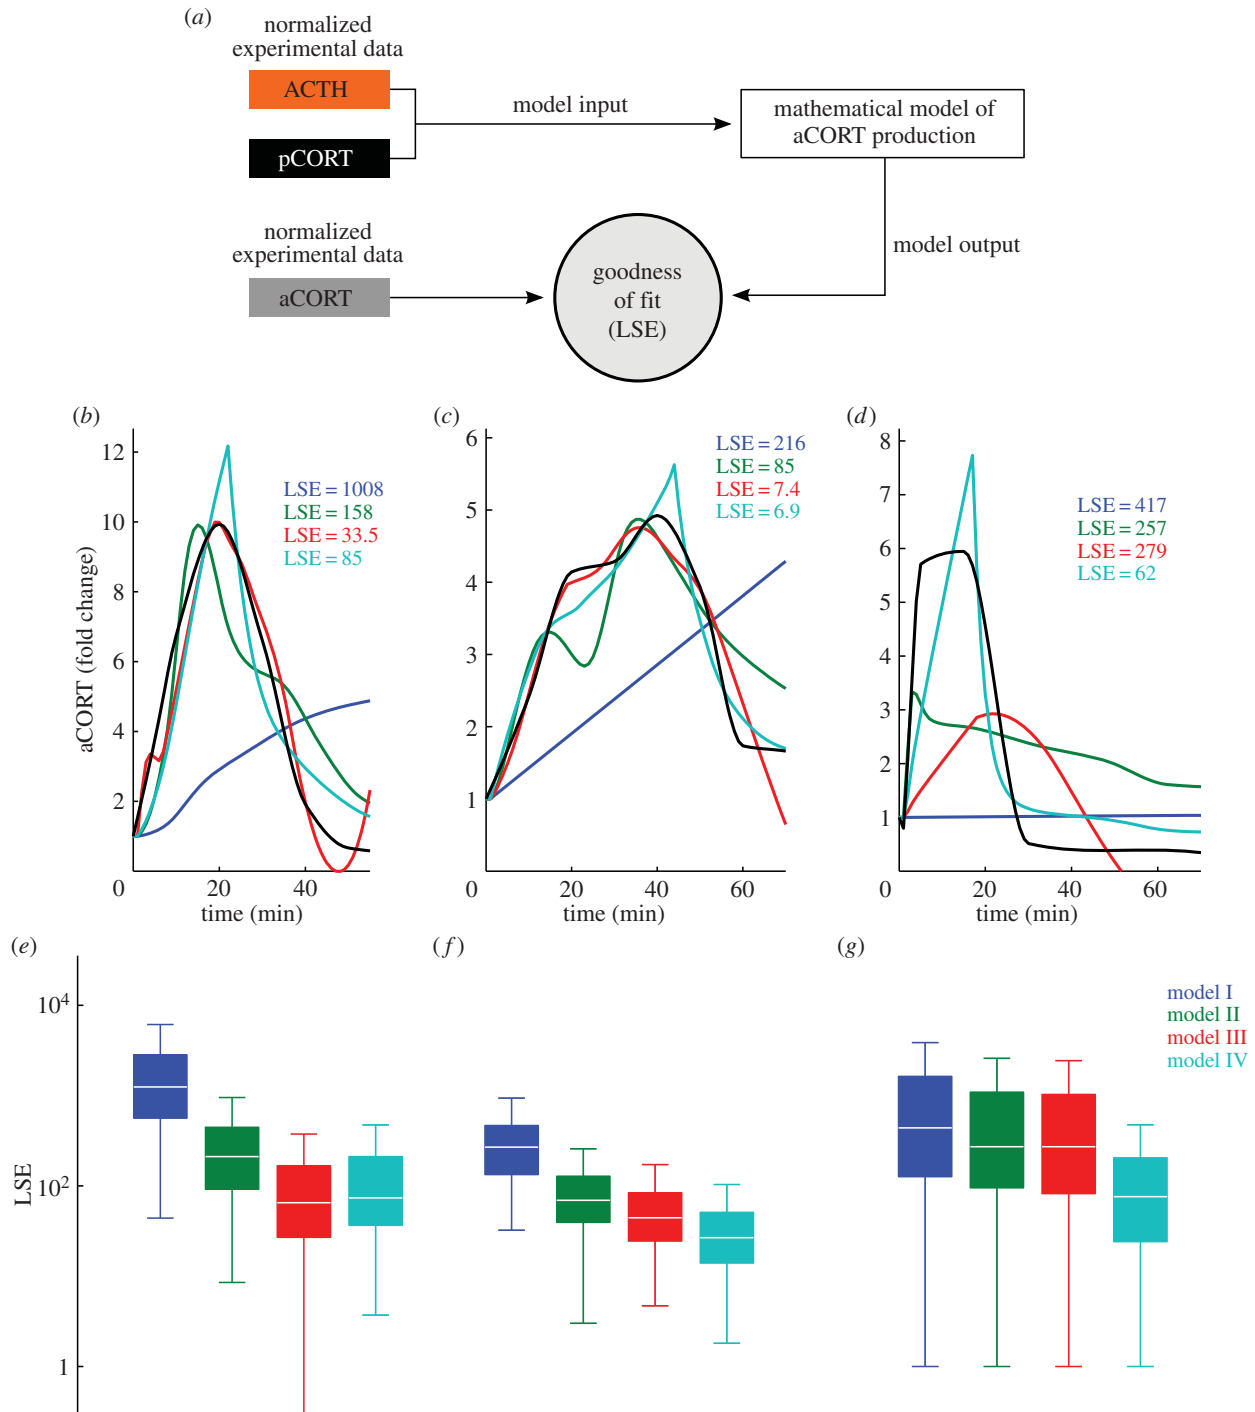 (a)
normalized
experimental data
ACTH
pCORT
model input
mathematical model of
aCORT production
normalized
experimental data
aCORT
goodness
of fit
(LSE)
model output
(b)
12
10
8
6
4
2
0
20
40
aCORT (fold change)
time (min)
LSE = 1008
LSE = 158
LSE = 33.5
LSE = 85
(c)
6
5
4
3
2
1
0
20
40
60
time (min)
LSE = 216
LSE = 85
LSE = 7.4
LSE = 6.9
(d)
8
7
6
5
4
3
2
1
0
20
40
60
time (min)
LSE = 417
LSE = 257
LSE = 279
LSE = 62
(e)
10⁴
10²
1
LSE
(f)
(g)
model I
model II
model III
model IV